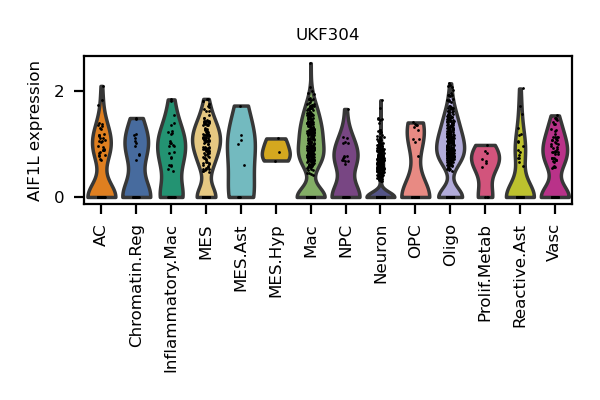 UKF304
AIF1L expression
2
0
AC
Chromatin.Reg
Inflammatory.Mac
MES
MES.Ast
MES.Hyp
Mac
NPC
Neuron
OPC
Oligo
Prolif.Metab
Reactive.Ast
Vasc